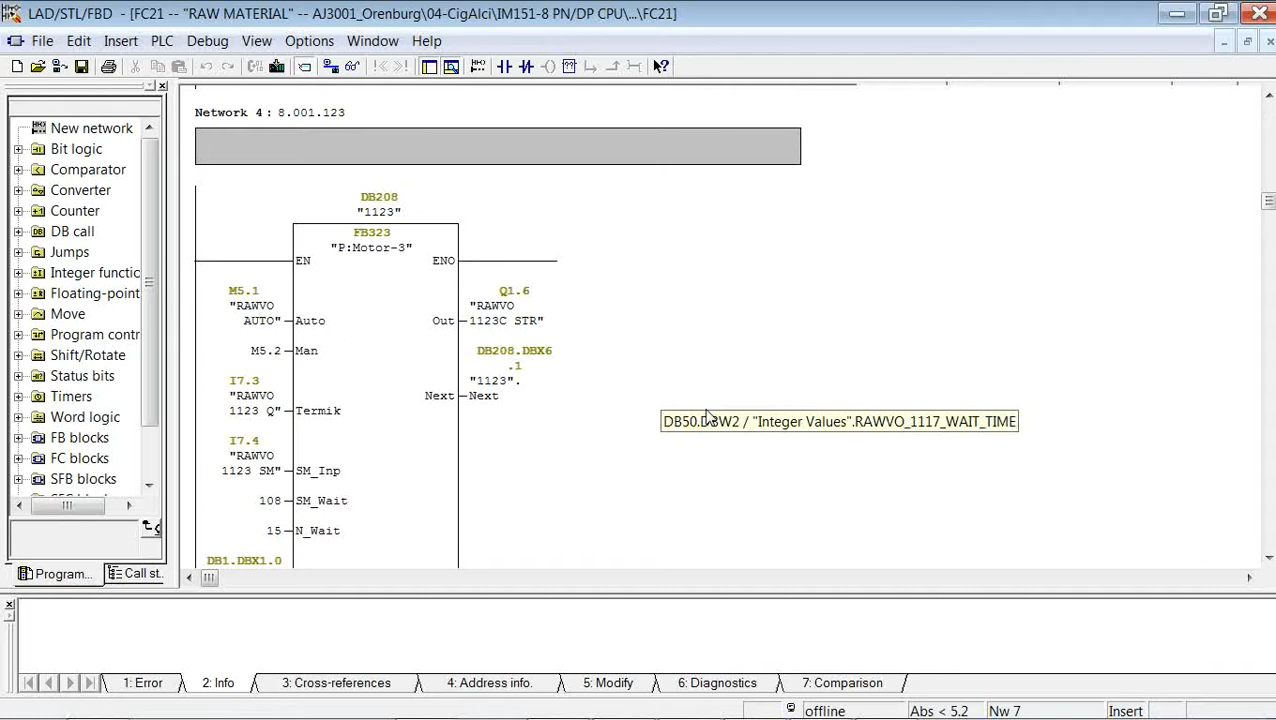 LAD/STL/FBD - [FC21 -- "RAW MATERIAL" -- AJ3001_Orenburg\04-CigAlci\IM151-8 PN/DP CPU\...\FC21]
File Edit Insert PLC Debug View Options Window Help
New network
Bit logic
Comparator
Converter
Counter
DB call
Jumps
Integer functic
Floating-point
Move
Program contr
Shift/Rotate
Status bits
Timers
Word logic
FB blocks
FC blocks
SFB blocks
Program... Call st..
Network 4 : 8.001.123
DB208
"1123"
FB323
"P:Motor-3"
EN ENO
M5.1 Q1.6
"RAWVO "RAWVO
AUTO" Auto Out 1123C STR"
M5.2 Man DB208.DBX6
.1
I7.3 "1123".
"RAWVO Next Next
1123 Q" Termik
DB50.DBW2 / "Integer Values".RAWVO_1117_WAIT_TIME
I7.4
"RAWVO
1123 SM" SM_Inp
108 SM_Wait
15 N_Wait
DB1.DBX1.0
1: Error 2: Info 3: Cross-references 4: Address info. 5: Modify 6: Diagnostics 7: Comparison
offline Abs < 5.2 Nw 7 Insert